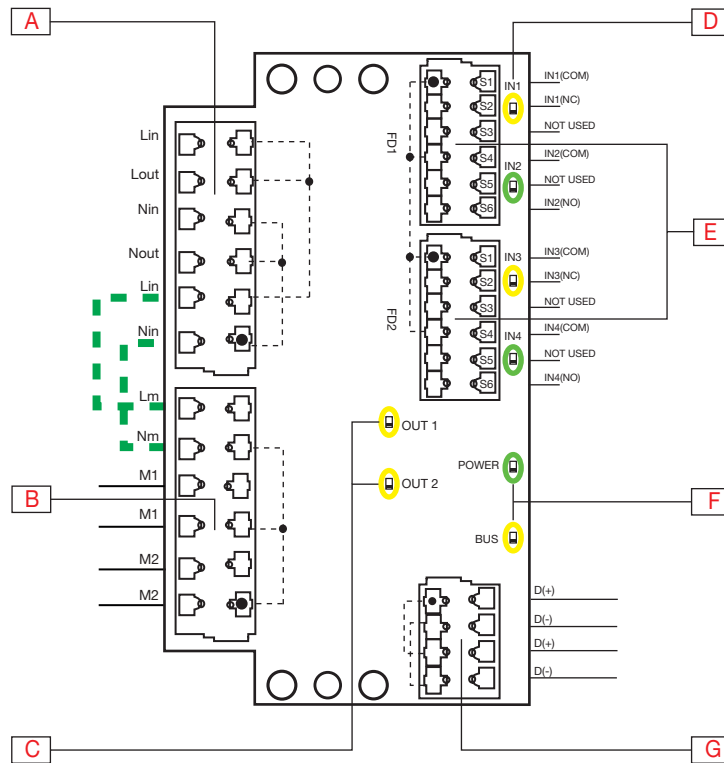 A
D
Lin
Lout
Nin
Nout
Lin
Nin
Lm
Nm
M1
M1
M2
M2
B
C
FD1
S1
S2
S3
S4
S5
S6
IN1
IN2
IN1(COM)
IN1(NC)
NOT USED
IN2(COM)
NOT USED
IN2(NO)
E
FD2
S1
S2
S3
S4
S5
S6
IN3
IN4
IN3(COM)
IN3(NC)
NOT USED
IN4(COM)
NOT USED
IN4(NO)
OUT 1
OUT 2
POWER
BUS
F
D(+)
D(-)
D(+)
D(-)
G